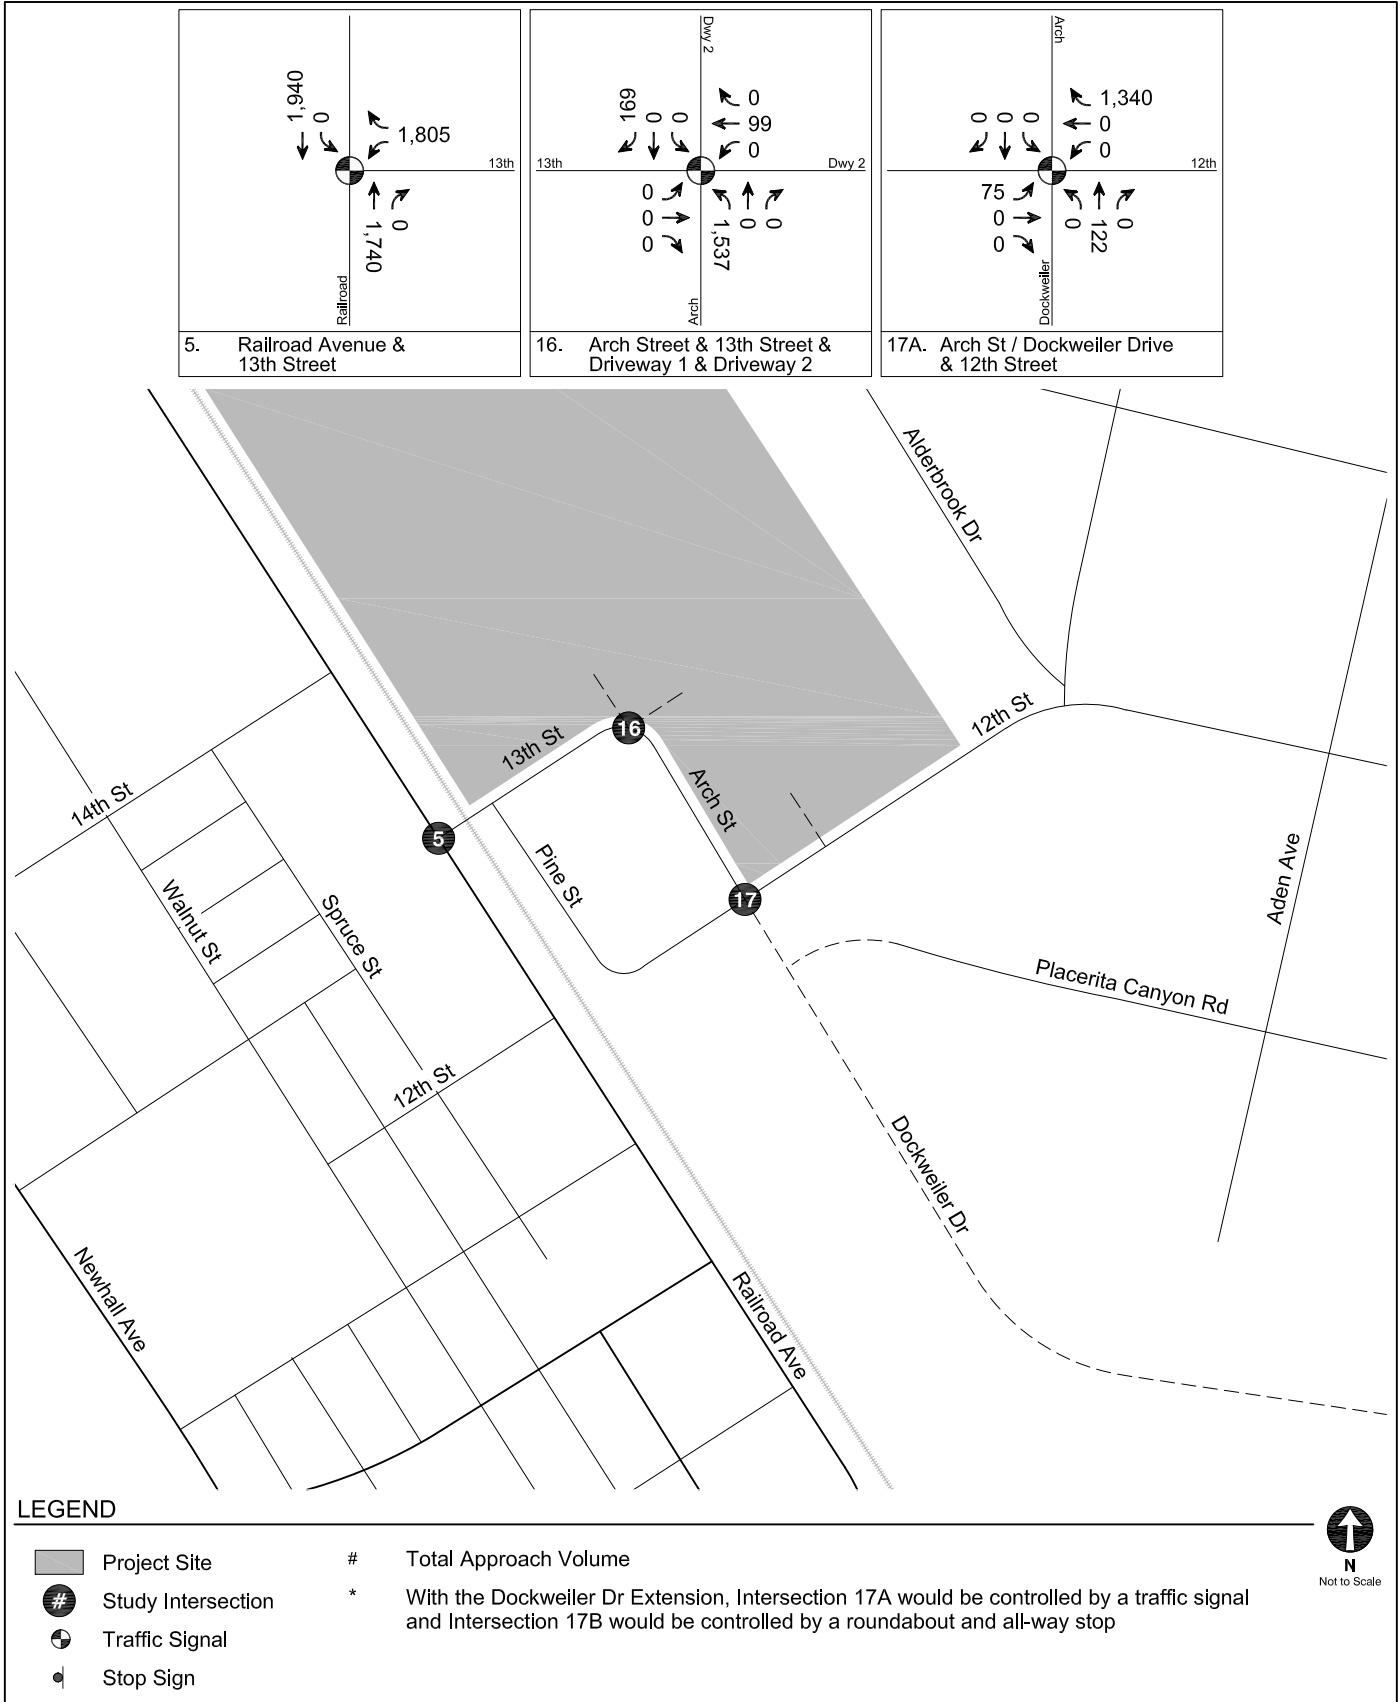 1,940
0
1,805
13th
1,740
0
Railroad
5. Railroad Avenue &
13th Street
Dwy 2
169
0
0
0
99
0
13th
Dwy 2
0
0
0
1,537
0
0
Arch
16. Arch Street & 13th Street &
Driveway 1 & Driveway 2
Arch
0
0
0
1,340
0
0
12th
75
0
0
0
122
0
Dockweiler
17A. Arch St / Dockweiler Drive
& 12th Street
Alderbrook Dr
12th St
16
13th St
Arch St
14th St
5
Pine St
17
Walnut St
Spruce St
Aden Ave
Placerita Canyon Rd
12th St
Dockweiler Dr
Newhall Ave
Railroad Ave
LEGEND
Project Site
# Study Intersection
Traffic Signal
Stop Sign
# Total Approach Volume
* With the Dockweiler Dr Extension, Intersection 17A would be controlled by a traffic signal
and Intersection 17B would be controlled by a roundabout and all-way stop
N
Not to Scale